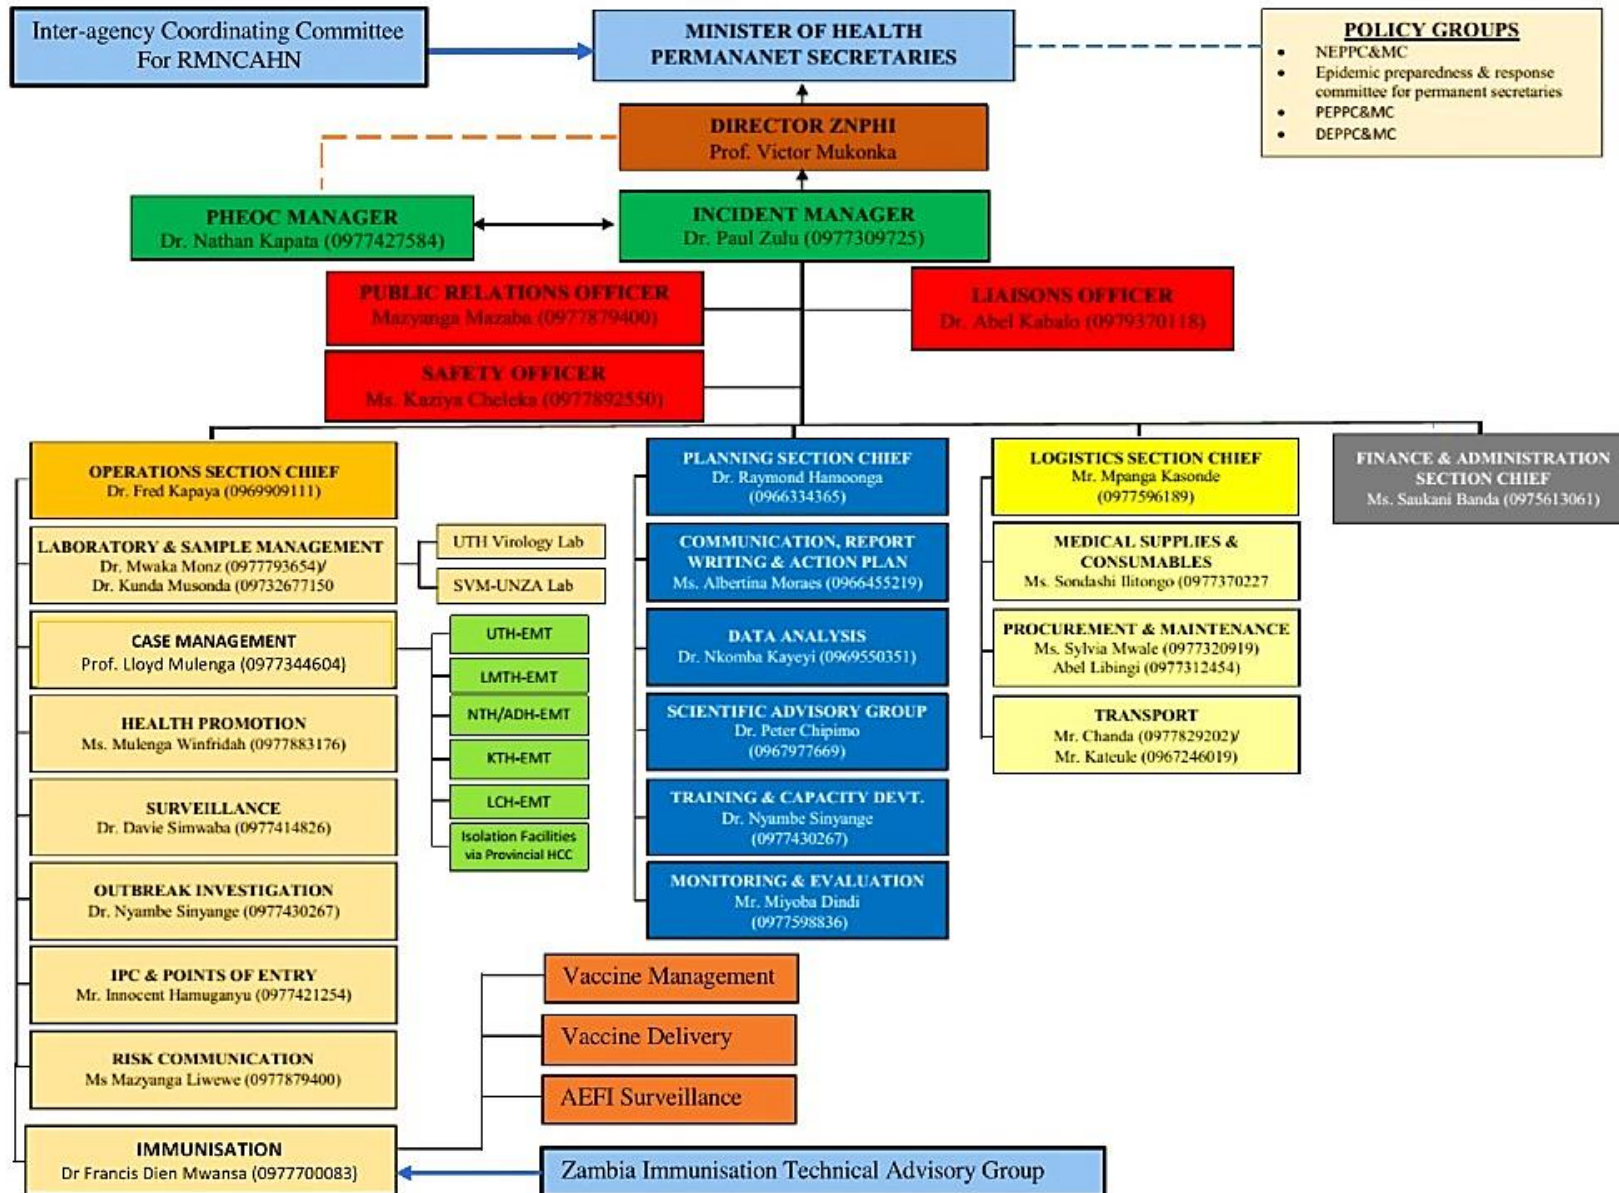 Inter-agency Coordinating Committee
For RMNCAHN
MINISTER OF HEALTH
PERMANANET SECRETARIES
POLICY GROUPS
• NEPPC&MC
• Epidemic preparedness & response
committee for permanent secretaries
• PEPPC&MC
• DEPPC&MC
DIRECTOR ZNPHI
Prof. Victor Mukonka
PHEOC MANAGER
Dr. Nathan Kapata (0977427584)
INCIDENT MANAGER
Dr. Paul Zulu (0977309725)
PUBLIC RELATIONS OFFICER
Mazyanga Mazaba (0977879400)
LIAISONS OFFICER
Dr. Abel Kabalo (0979370118)
SAFETY OFFICER
Ms. Kaziya Cheleka (0977892550)
OPERATIONS SECTION CHIEF
Dr. Fred Kapaya (0969909111)
LABORATORY & SAMPLE MANAGEMENT
Dr. Mwaka Monz (0977793654)/
Dr. Kunda Musonda (09732677150
UTH Virology Lab
SVM-UNZA Lab
CASE MANAGEMENT
Prof. Lloyd Mulenga (0977344604)
UTH-EMT
LMTH-EMT
NTH/ADH-EMT
KTH-EMT
LCH-EMT
Isolation Facilities
via Provincial HCC
HEALTH PROMOTION
Ms. Mulenga Winfridah (0977883176)
SURVEILLANCE
Dr. Davie Simwaba (0977414826)
OUTBREAK INVESTIGATION
Dr. Nyambe Sinyange (0977430267)
IPC & POINTS OF ENTRY
Mr. Innocent Hamuganyu (0977421254)
RISK COMMUNICATION
Ms Mazyanga Liwewe (0977879400)
IMMUNISATION
Dr Francis Dien Mwansa (0977700083)
Vaccine Management
Vaccine Delivery
AEFI Surveillance
Zambia Immunisation Technical Advisory Group
PLANNING SECTION CHIEF
Dr. Raymond Hamoonga
(0966334365)
COMMUNICATION, REPORT
WRITING & ACTION PLAN
Ms. Albertina Moraes (0966455219)
DATA ANALYSIS
Dr. Nkomba Kayeyi (0969550351)
SCIENTIFIC ADVISORY GROUP
Dr. Peter Chipimo
(0967977669)
TRAINING & CAPACITY DEVT.
Dr. Nyambe Sinyange
(0977430267)
MONITORING & EVALUATION
Mr. Miyoba Dindi
(0977598836)
LOGISTICS SECTION CHIEF
Mr. Mpanga Kasonde
(0977596189)
MEDICAL SUPPLIES &
CONSUMABLES
Ms. Sondashi Ilitongo (0977370227
PROCUREMENT & MAINTENANCE
Ms. Sylvia Mwale (0977320919)
Abel Libingi (0977312454)
TRANSPORT
Mr. Chanda (0977829202)/
Mr. Kateule (0967246019)
FINANCE & ADMINISTRATION
SECTION CHIEF
Ms. Saukani Banda (0975613061)